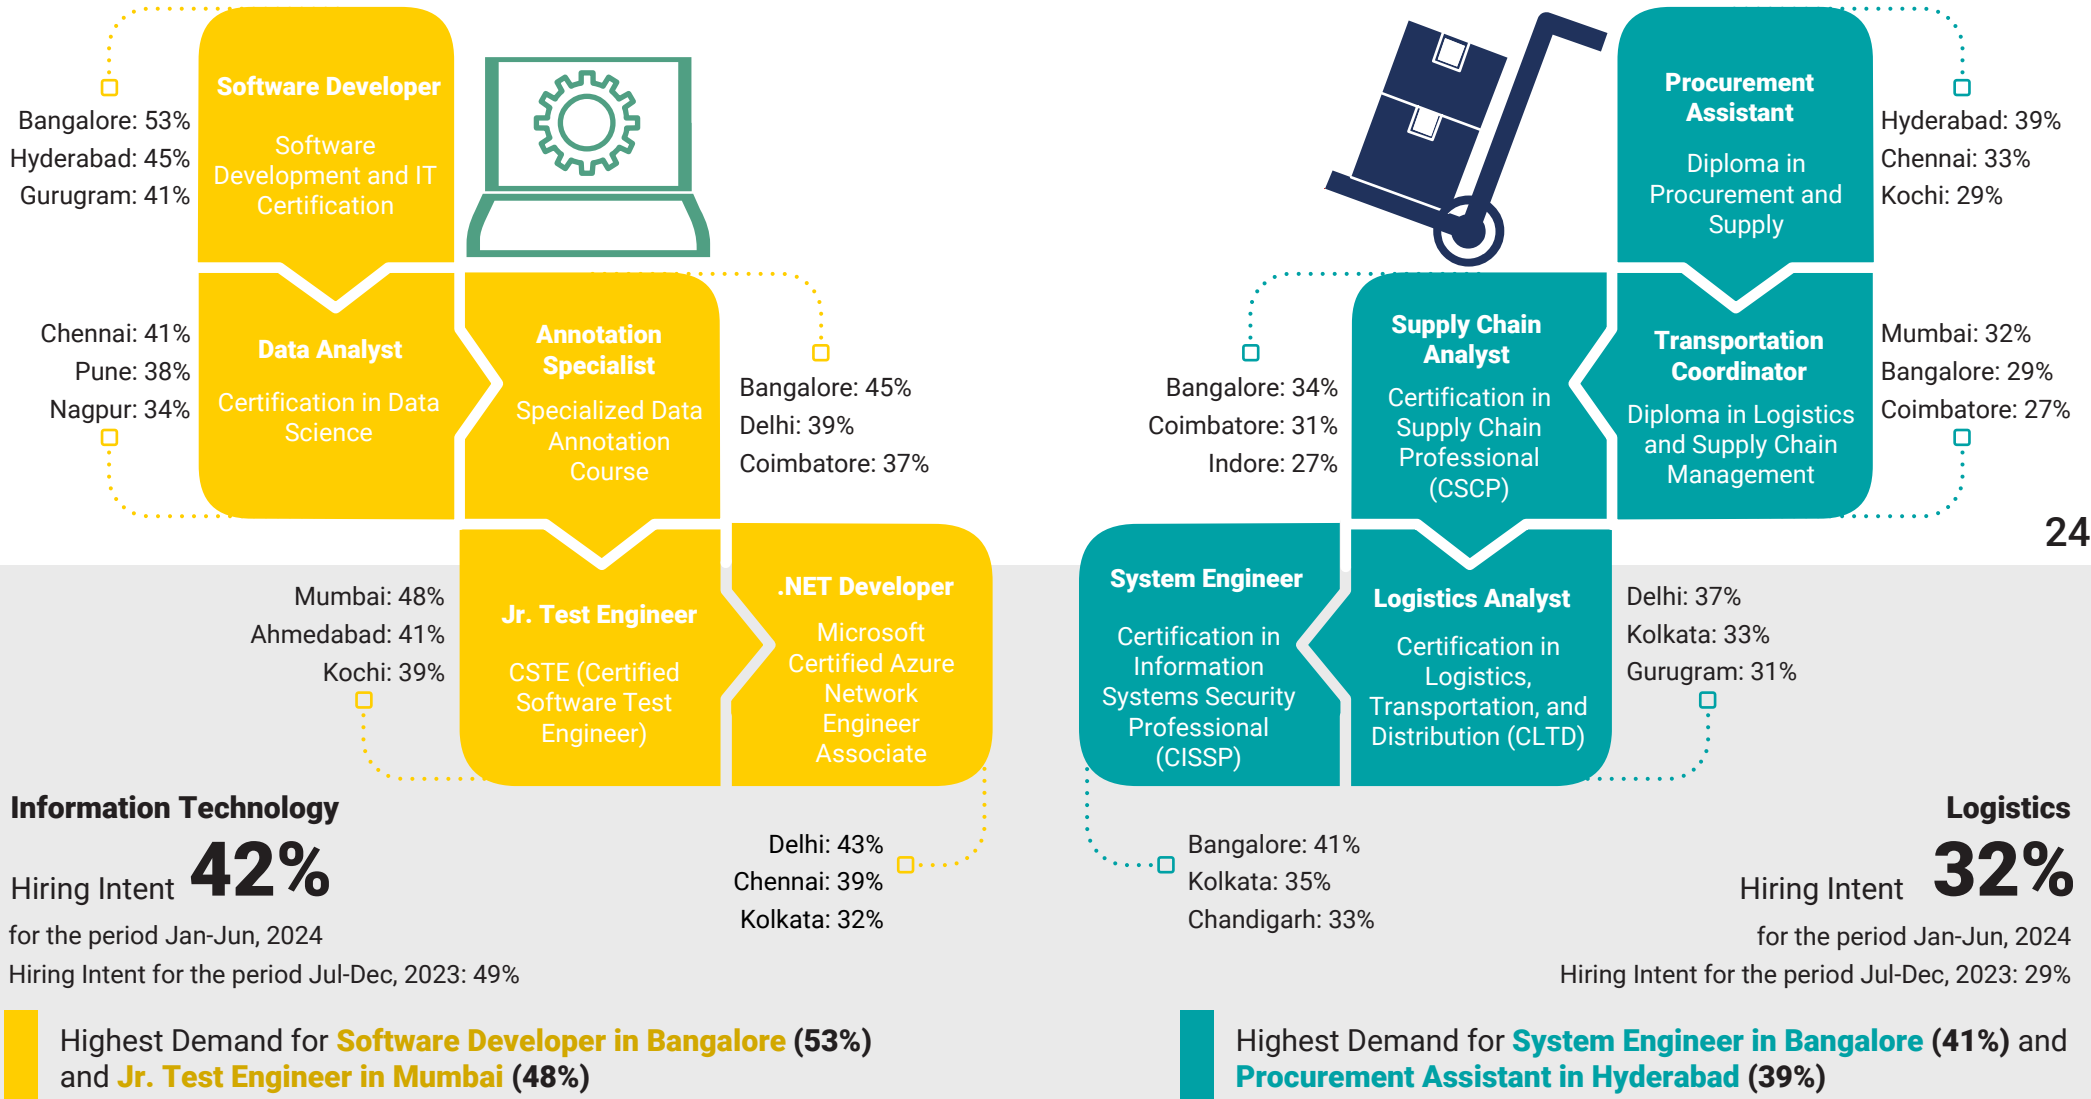 Software Developer
Software
Development and IT
Certification
Bangalore: 53%
Hyderabad: 45%
Gurugram: 41%
Data Analyst
Certification in Data
Science
Chennai: 41%
Pune: 38%
Nagpur: 34%
Annotation
Specialist
Specialized Data
Annotation
Course
Bangalore: 45%
Delhi: 39%
Coimbatore: 37%
Jr. Test Engineer
CSTE (Certified
Software Test
Engineer)
Mumbai: 48%
Ahmedabad: 41%
Kochi: 39%
.NET Developer
Microsoft
Certified Azure
Network
Engineer
Associate
Delhi: 43%
Chennai: 39%
Kolkata: 32%
Information Technology
Hiring Intent 42%
for the period Jan-Jun, 2024
Hiring Intent for the period Jul-Dec, 2023: 49%
Highest Demand for Software Developer in Bangalore (53%)
and Jr. Test Engineer in Mumbai (48%)
Procurement
Assistant
Diploma in
Procurement and
Supply
Hyderabad: 39%
Chennai: 33%
Kochi: 29%
Transportation
Coordinator
Diploma in Logistics
and Supply Chain
Management
Mumbai: 32%
Bangalore: 29%
Coimbatore: 27%
Supply Chain
Analyst
Certification in
Supply Chain
Professional
(CSCP)
Bangalore: 34%
Coimbatore: 31%
Indore: 27%
24
Logistics Analyst
Certification in
Logistics,
Transportation, and
Distribution (CLTD)
Delhi: 37%
Kolkata: 33%
Gurugram: 31%
System Engineer
Certification in
Information
Systems Security
Professional
(CISSP)
Bangalore: 41%
Kolkata: 35%
Chandigarh: 33%
Logistics
Hiring Intent 32%
for the period Jan-Jun, 2024
Hiring Intent for the period Jul-Dec, 2023: 29%
Highest Demand for System Engineer in Bangalore (41%) and
Procurement Assistant in Hyderabad (39%)